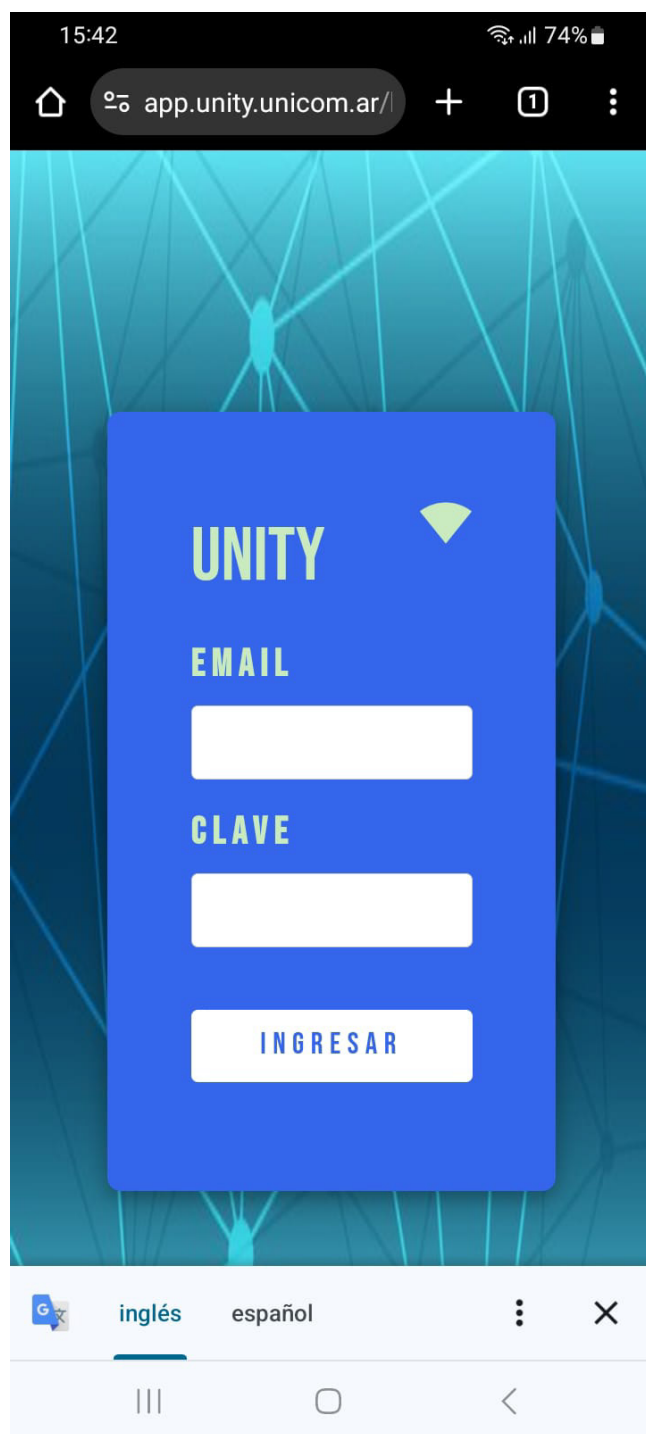 15:42
74%
app.unity.unicom.ar/
1
UNITY
EMAIL
CLAVE
INGRESAR
inglés
español